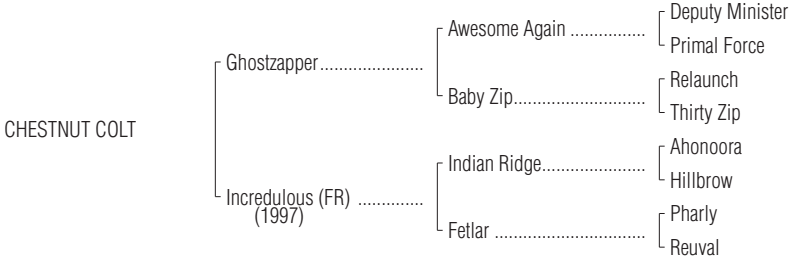 Deputy Minister
Awesome Again ................
Primal Force
Ghostzapper......................
Relaunch
Baby Zip............................
Thirty Zip
CHESTNUT COLT
Ahonoora
Indian Ridge......................
Hillbrow
Incredulous (FR) ..............
(1997)
Pharly
Fetlar ................................
Reuval